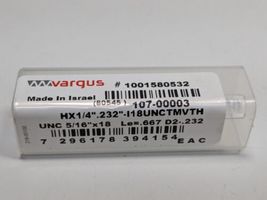 vargus # 1001580532
Made In Israel (80545) 107-00003
HX1/4".232"-I18UNCTMVTH
UNC 5/16"x18 Le=.667 D2-.232
7 296178 394154 EAC